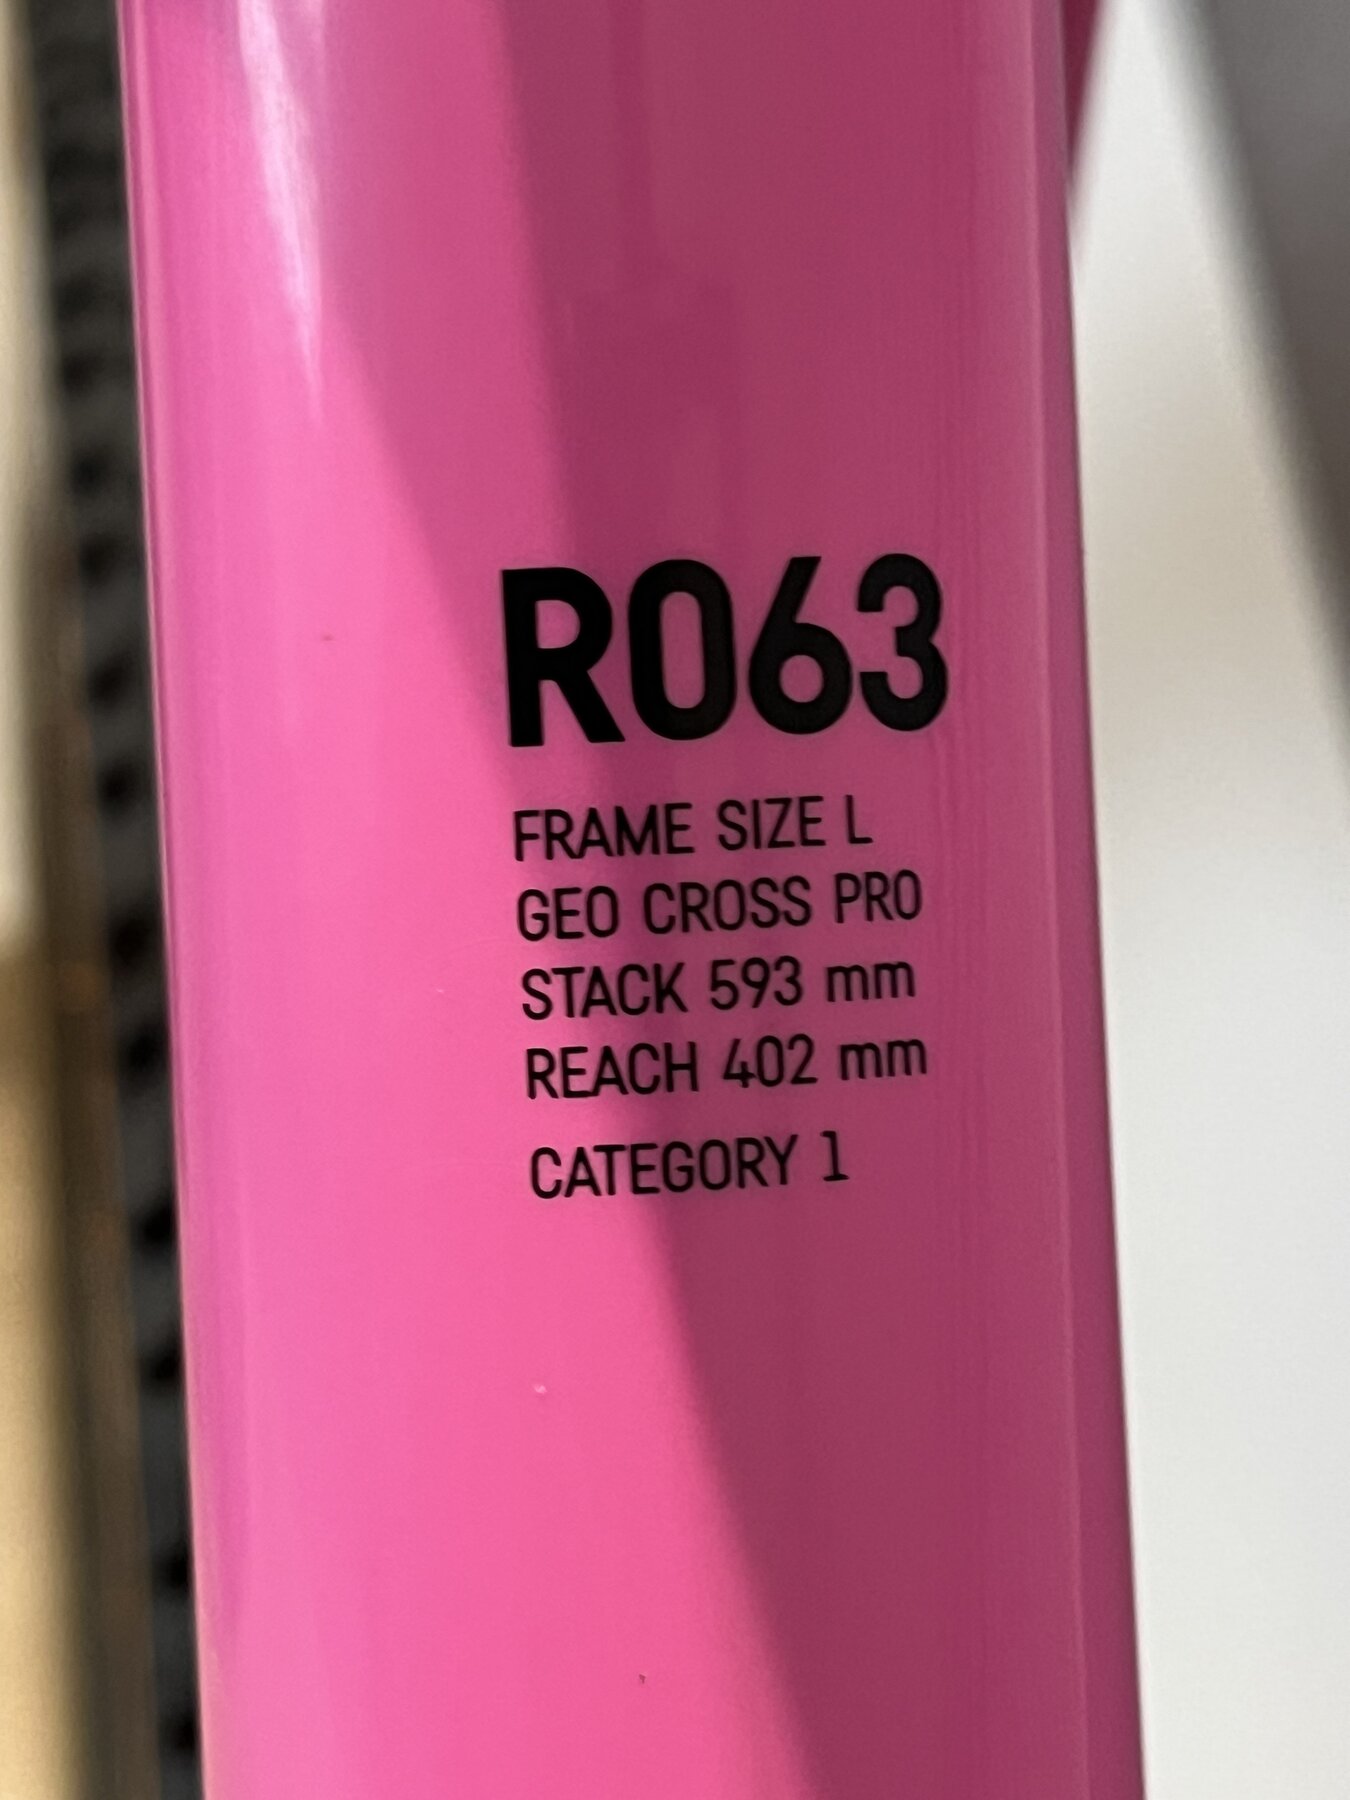 R063
FRAME SIZE L
GEO CROSS PRO
STACK 593 mm
REACH 402 mm
CATEGORY 1